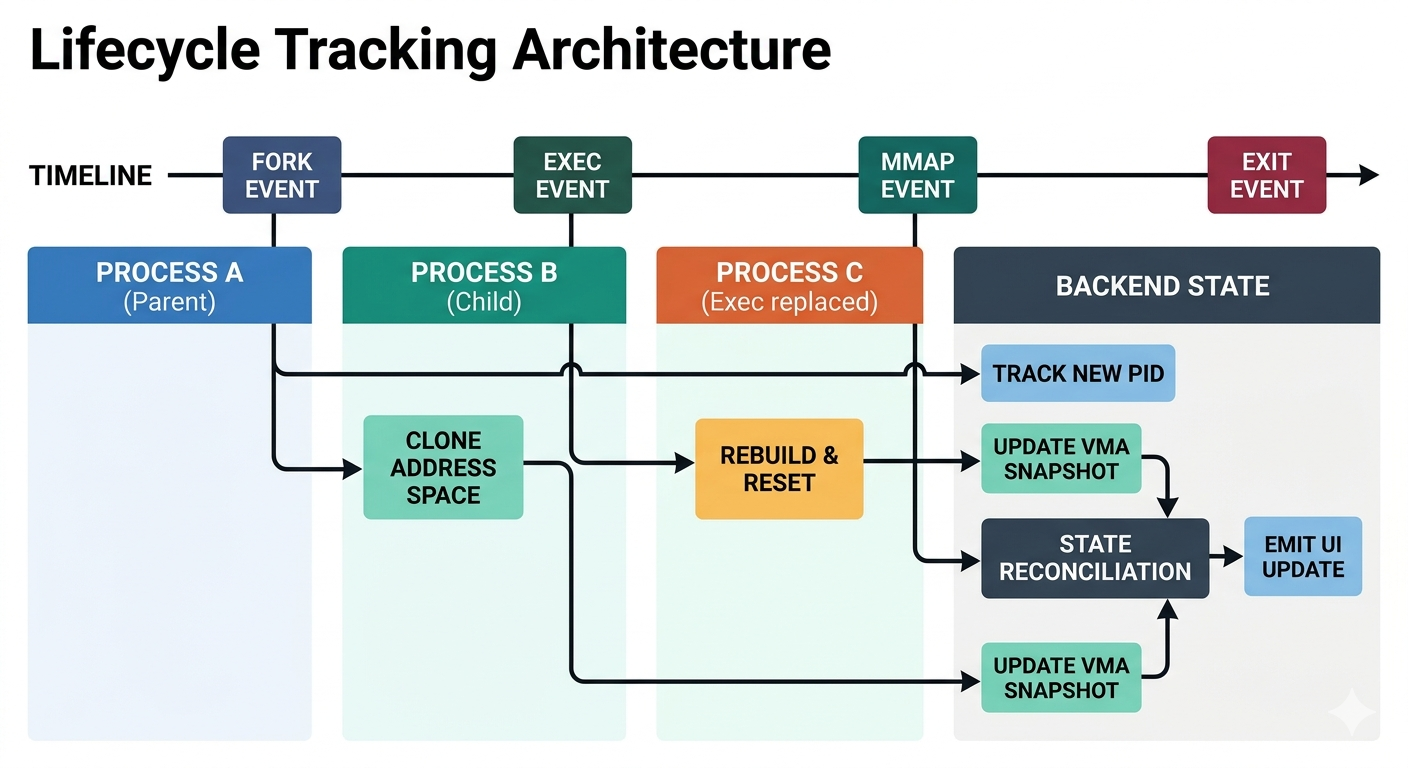 Lifecycle Tracking Architecture
TIMELINE
FORK
EVENT
EXEC
EVENT
MMAP
EVENT
EXIT
EVENT
PROCESS A
(Parent)
PROCESS B
(Child)
PROCESS C
(Exec replaced)
BACKEND STATE
TRACK NEW PID
CLONE
ADDRESS
SPACE
REBUILD &
RESET
UPDATE VMA
SNAPSHOT
STATE
RECONCILIATION
EMIT UI
UPDATE
UPDATE VMA
SNAPSHOT